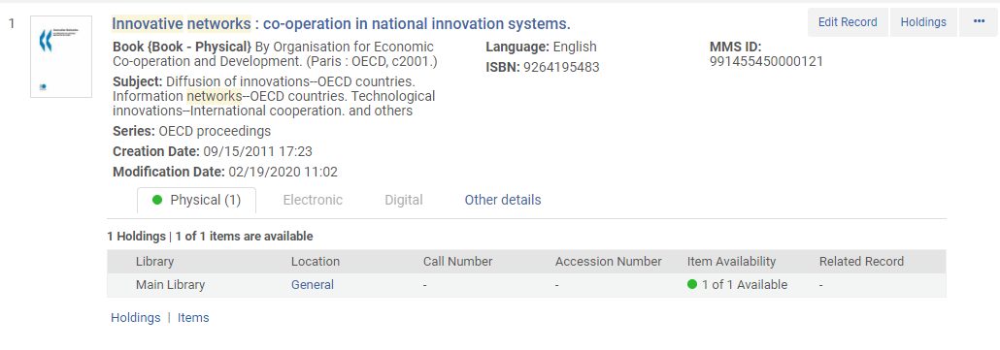 1
Innovative networks : co-operation in national innovation systems.
Edit Record Holdings •••
Book {Book - Physical} By Organisation for Economic
Co-operation and Development. (Paris : OECD, c2001.)
Language: English
ISBN: 9264195483
MMS ID:
991455450000121
Subject: Diffusion of innovations--OECD countries.
Information networks--OECD countries. Technological
innovations--International cooperation. and others
Series: OECD proceedings
Creation Date: 09/15/2011 17:23
Modification Date: 02/19/2020 11:02
Physical (1) Electronic Digital Other details
1 Holdings | 1 of 1 items are available
Library Location Call Number Accession Number Item Availability Related Record
Main Library General - - 1 of 1 Available -
Holdings | Items